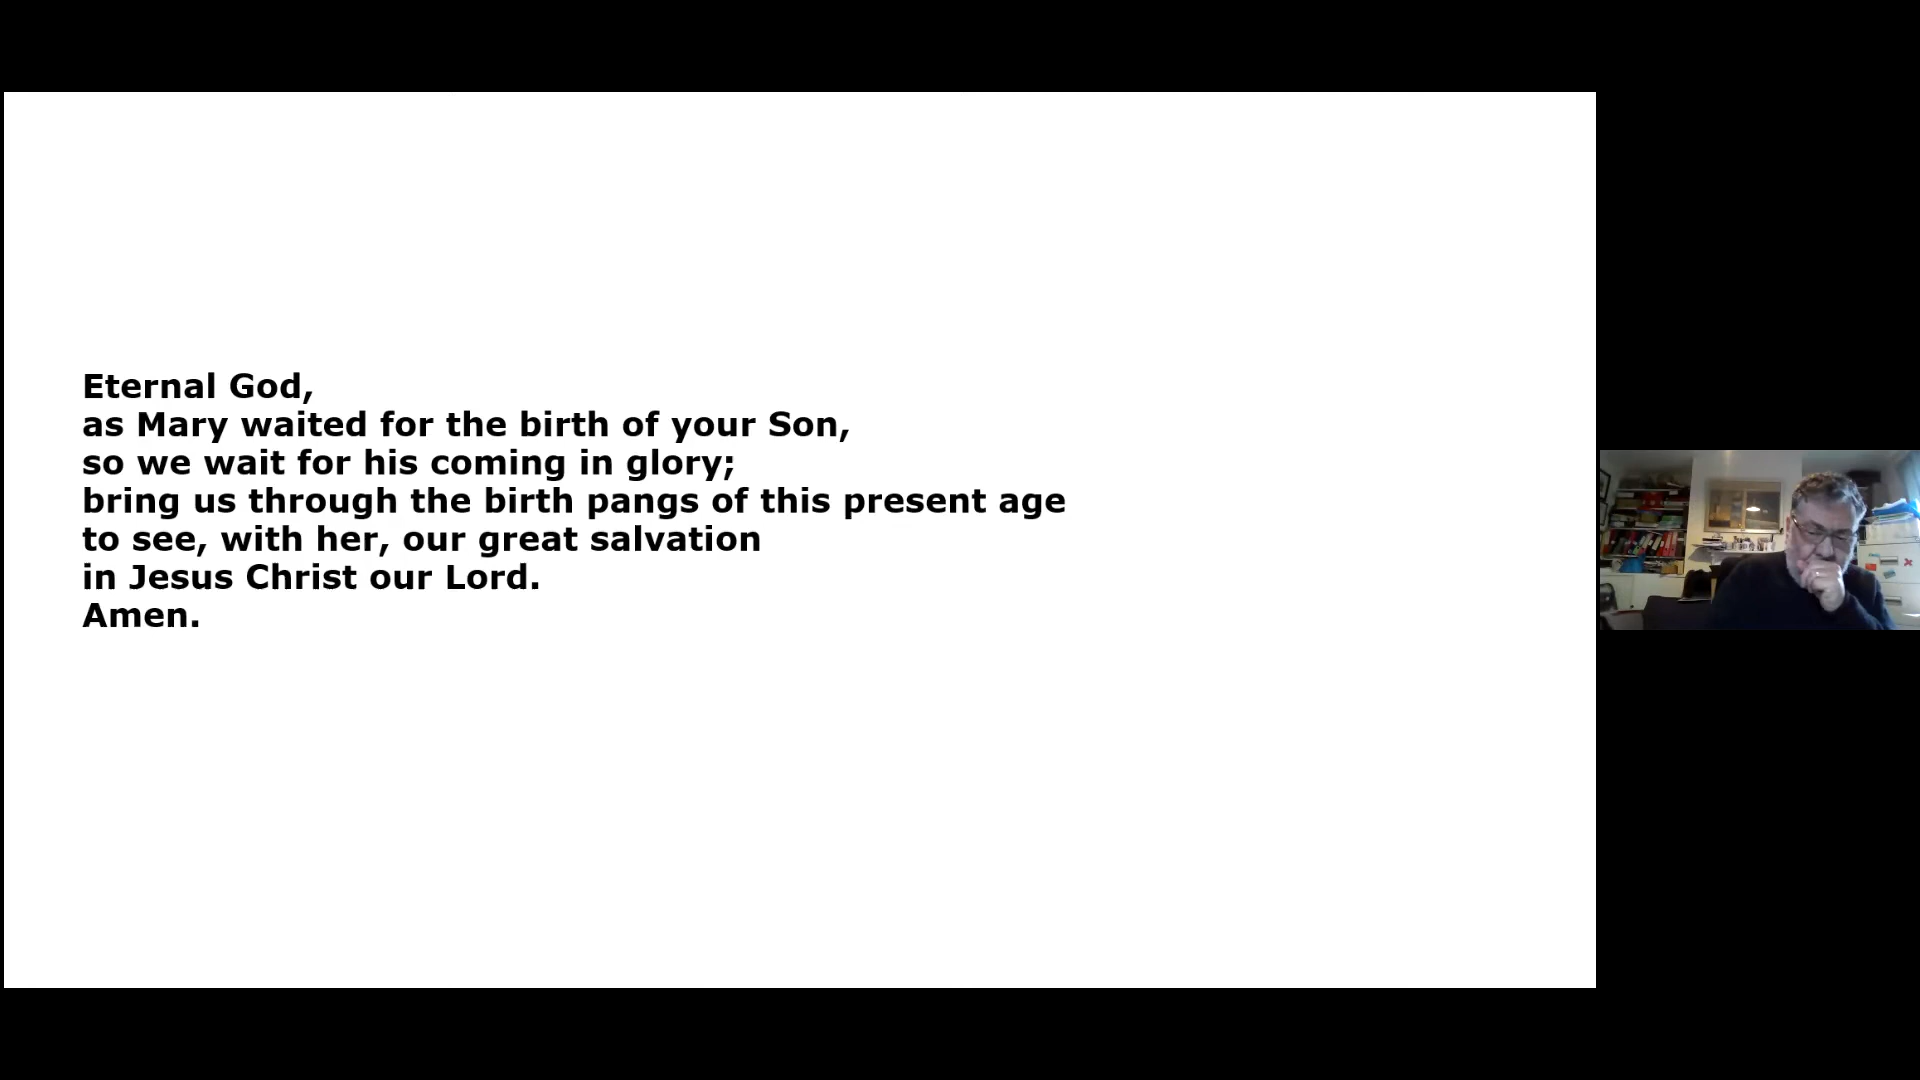 Eternal God,
as Mary waited for the birth of your Son,
so we wait for his coming in glory;
bring us through the birth pangs of this present age
to see, with her, our great salvation
in Jesus Christ our Lord.
Amen.